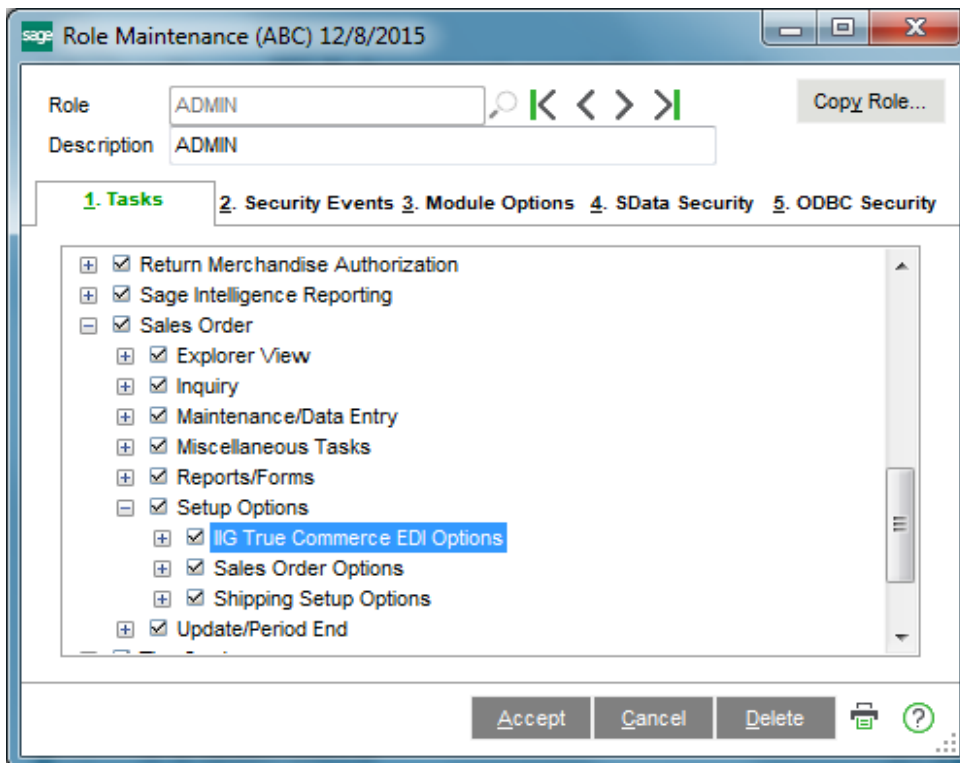 sage Role Maintenance (ABC) 12/8/2015
Role ADMIN Copy Role...
Description ADMIN
1. Tasks 2. Security Events 3. Module Options 4. SData Security 5. ODBC Security
Return Merchandise Authorization
Sage Intelligence Reporting
Sales Order
Explorer View
Inquiry
Maintenance/Data Entry
Miscellaneous Tasks
Reports/Forms
Setup Options
IIG True Commerce EDI Options
Sales Order Options
Shipping Setup Options
Update/Period End
Accept Cancel Delete